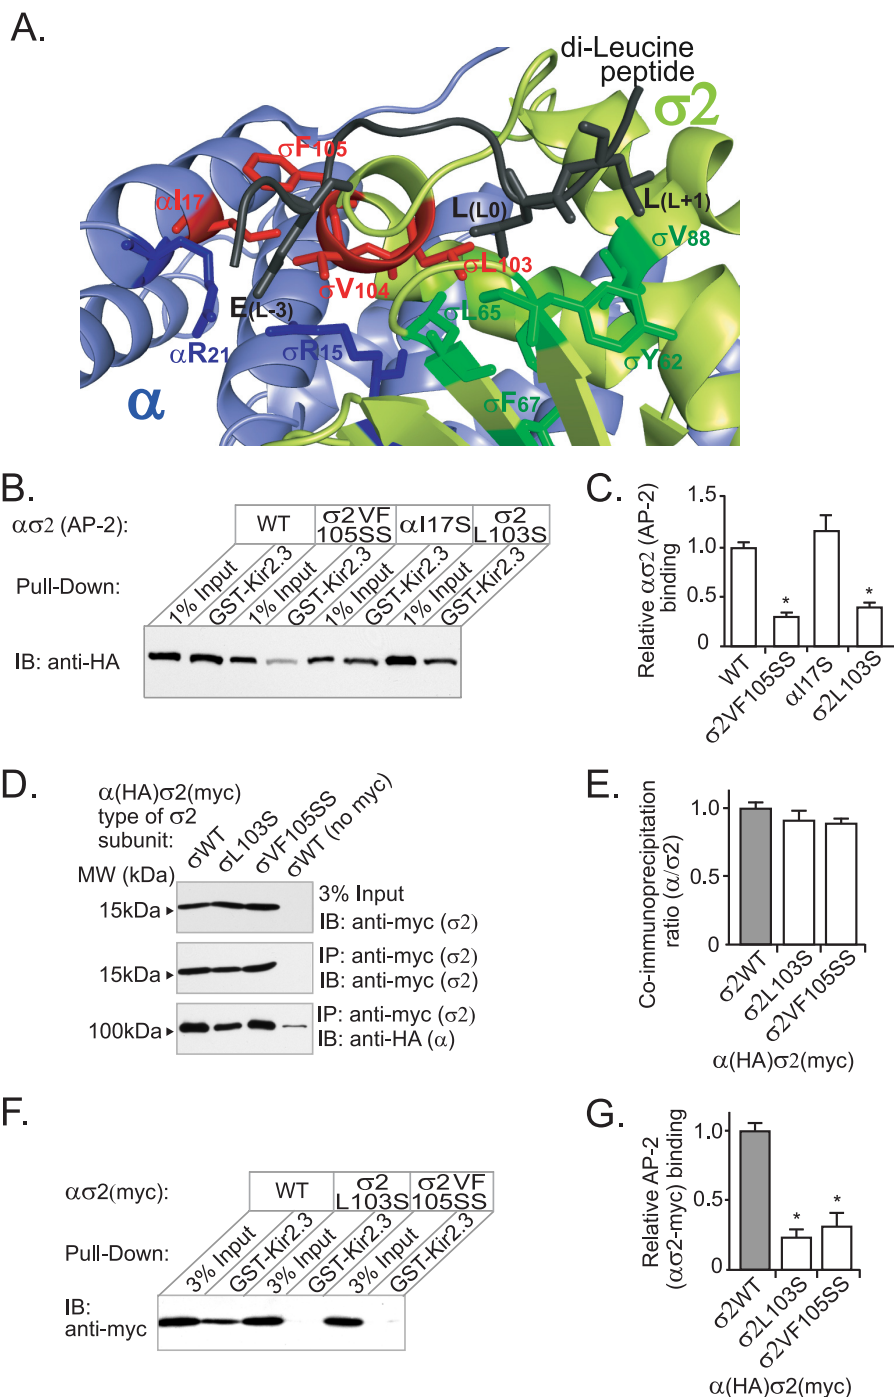 A.
di-Leucine
peptide
σ2
σF105
αI17
L(L0)
L(L+1)
σV88
σL103
σV104
E(L-3)
σL65
αR21
σR15
σY62
σF67
α
B.
ασ2 (AP-2):
WT
σ2 VF
105SS
αI17S
σ2
L103S
Pull-Down:
1% Input
GST-Kir2.3
1% Input
GST-Kir2.3
1% Input
GST-Kir2.3
1% Input
GST-Kir2.3
IB: anti-HA
C.
Relative ασ2 (AP-2)
binding
1.5
1.0
0.5
0
*
*
WT
σ2VF105SS
αI17S
σ2L103S
D.
α(HA)σ2(myc)
type of σ2
subunit:
σWT
σL103S
σVF105SS
σWT (no myc)
MW (kDa)
15kDa
3% Input
IB: anti-myc (σ2)
15kDa
IP: anti-myc (σ2)
IB: anti-myc (σ2)
100kDa
IP: anti-myc (σ2)
IB: anti-HA (α)
E.
Co-immunoprecipitation
ratio (α/σ2)
1.0
0.5
0
σ2WT
σ2L103S
σ2VF105SS
α(HA)σ2(myc)
F.
ασ2(myc):
WT
σ2
L103S
σ2 VF
105SS
Pull-Down:
3% Input
GST-Kir2.3
3% Input
GST-Kir2.3
3% Input
GST-Kir2.3
IB:
anti-myc
G.
Relative AP-2
(ασ2-myc) binding
1.0
0.5
0
*
*
σ2WT
σ2L103S
σ2VF105SS
α(HA)σ2(myc)